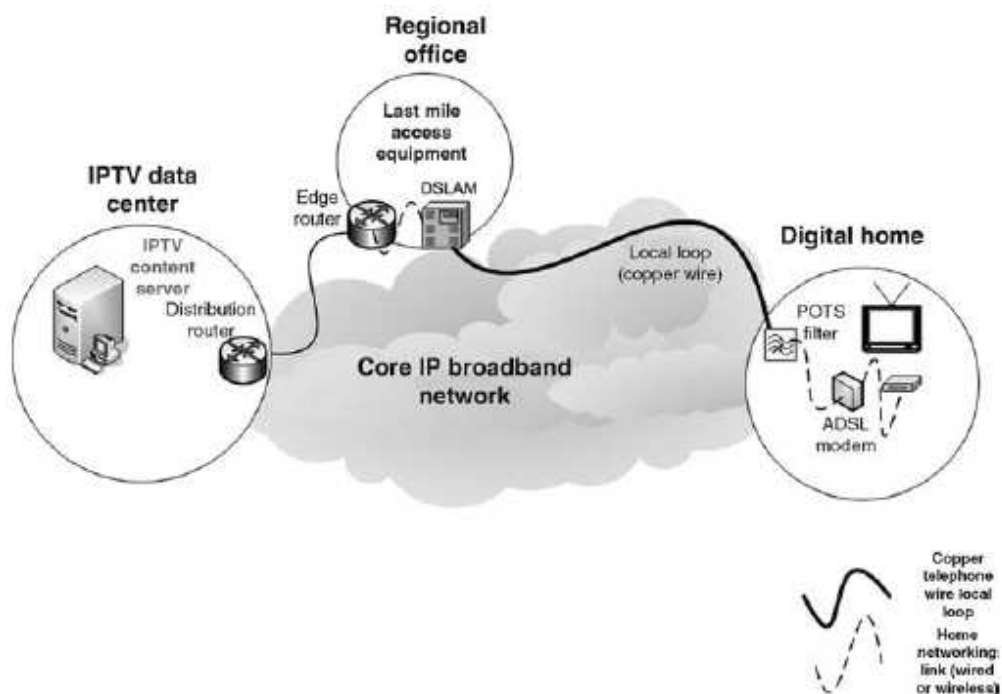 Regional
office
Last mile
access
equipment
DSLAM
Edge
router
IPTV data
center
IPTV
content
server
Distribution
router
Core IP broadband
network
Local loop
(copper wire)
Digital home
POTS
filter
ADSL
modem
Copper
telephone
wire local
loop
Home
networking
link (wired
or wireless)